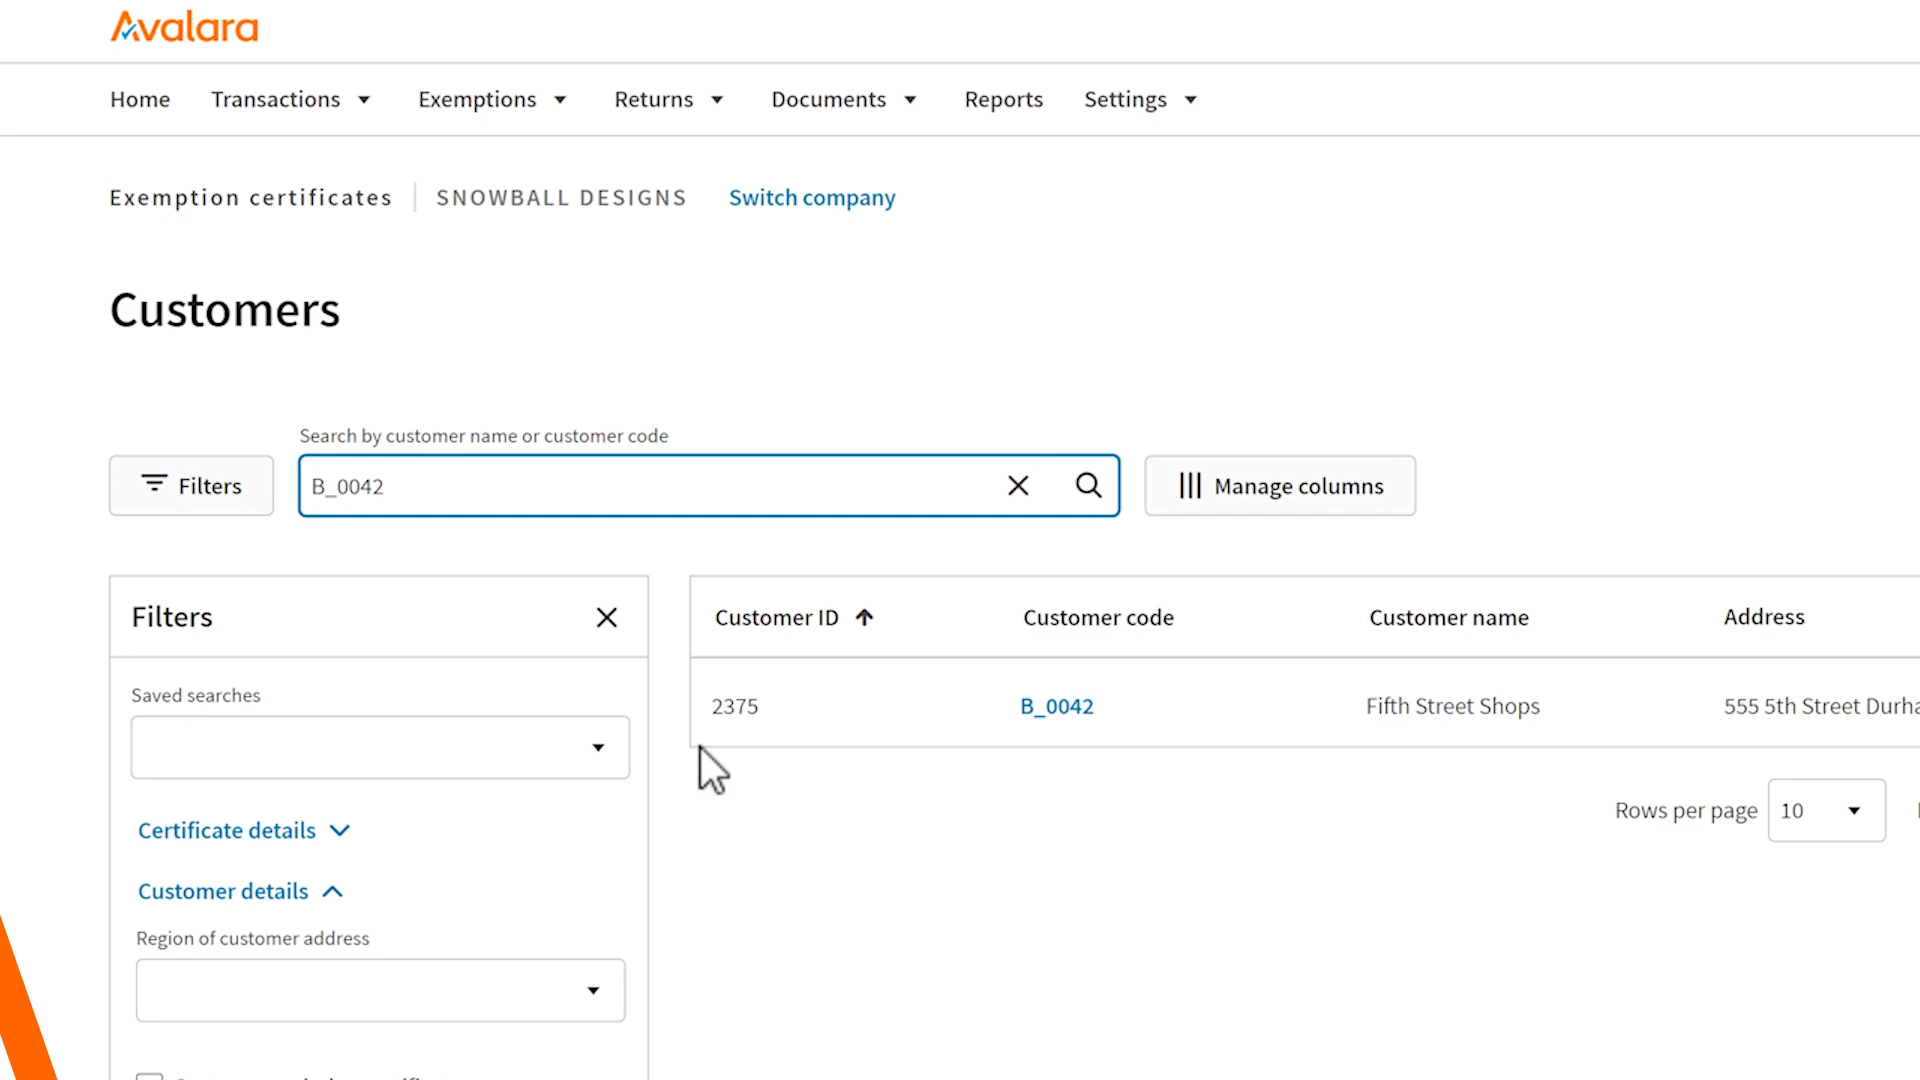 Avalara
Home Transactions Exemptions Returns Documents Reports Settings
Exemption certificates SNOWBALL DESIGNS Switch company
Customers
Search by customer name or customer code
Filters B_0042 Manage columns
Filters
Customer ID Customer code Customer name Address
Saved searches
2375 B_0042 Fifth Street Shops 555 5th Street
Rows per page 10
Certificate details
Customer details
Region of customer address